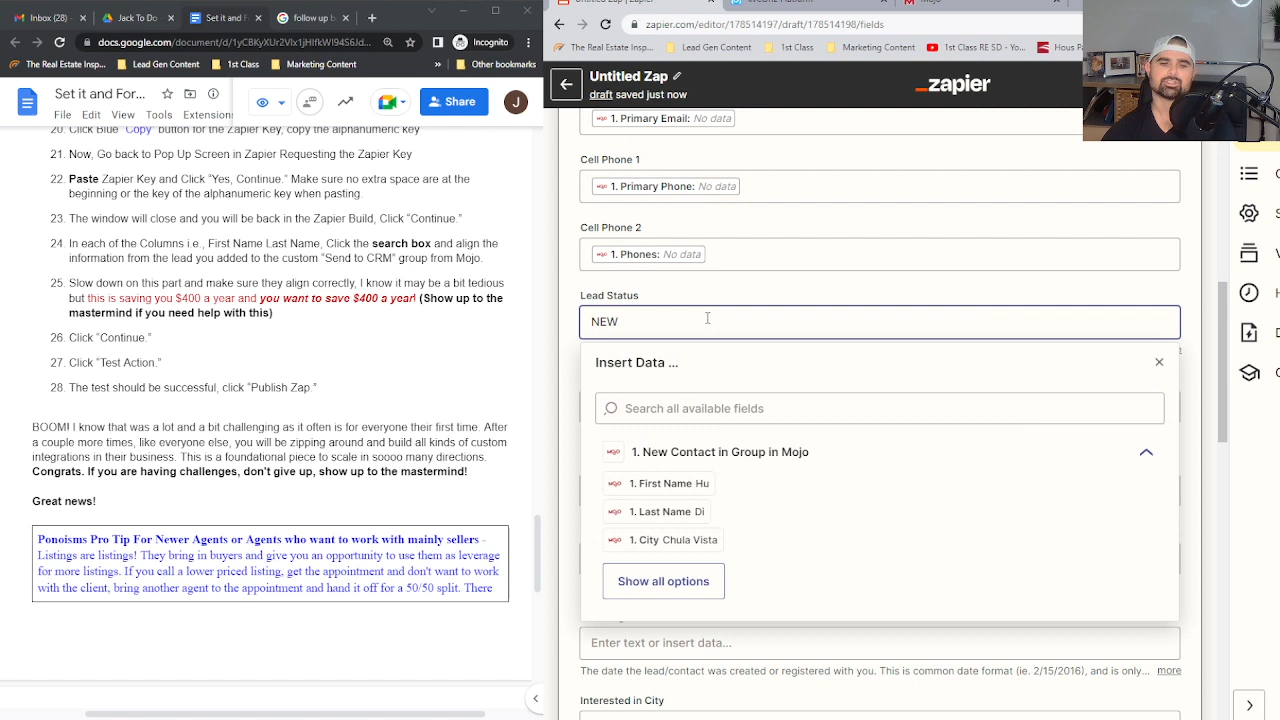 Inbox (3
Jack To Do
Set it and F
follow up b
docs.google.com/document/d/1yCBKyXUr2Vlx1jHlfkWl94S6Jd...
Incognito
The Real Estate Insp...
Lead Gen Content
1st Class
Marketing Content
»
Other bookmarks
Set it and For...
File Edit View Tools Extensions
Share
J
20. Click Blue "Copy" button for the Zapier Key, copy the alphanumeric key
21. Now, Go back to Pop Up Screen in Zapier Requesting the Zapier Key
22. Paste Zapier Key and Click “Yes, Continue.” Make sure no extra space are at the
beginning or the key of the alphanumeric key when pasting.
23. The window will close and you will be back in the Zapier Build, Click “Continue.”
24. In each of the Columns i.e., First Name Last Name, Click the search box and align the
information from the lead you added to the custom “Send to CRM” group from Mojo.
25. Slow down on this part and make sure they align correctly, I know it may be a bit tedious
but this is saving you $400 a year and you want to save $400 a year! (Show up to the
mastermind if you need help with this)
26. Click “Continue.”
27. Click “Test Action.”
28. The test should be successful, click “Publish Zap.”
BOOM! I know that was a lot and a bit challenging as it often is for everyone their first time. After
a couple more times, like everyone else, you will be zipping around and build all kinds of custom
integrations in their business. This is a foundational piece to scale in soooo many directions.
Congrats. If you are having challenges, don't give up, show up to the mastermind!
Great news!
Ponoisms Pro Tip For Newer Agents or Agents who want to work with mainly sellers -
Listings are listings! They bring in buyers and give you an opportunity to use them as leverage
for more listings. If you call a lower priced listing, get the appointment and don't want to work
with the client, bring another agent to the appointment and hand it off for a 50/50 split. There
zapier.com/editor/draft/178514197/draft/178514198/fields
The Real Estate Insp...
Lead Gen Content
1st Class
Marketing Content
1st Class RE SD - Yo...
Hous
Untitled Zap
draft saved just now
_zapier
1. Primary Email: No data
Cell Phone 1
1. Primary Phone: No data
Cell Phone 2
1. Phones: No data
Lead Status
NEW
Insert Data ...
Search all available fields
1. New Contact in Group in Mojo
1. First Name Hu
1. Last Name Di
1. City Chula Vista
Show all options
Enter text or insert data...
The date the lead/contact was created or registered with you. This is common date format (ie. 2/15/2016), and is only... more
Interested in City